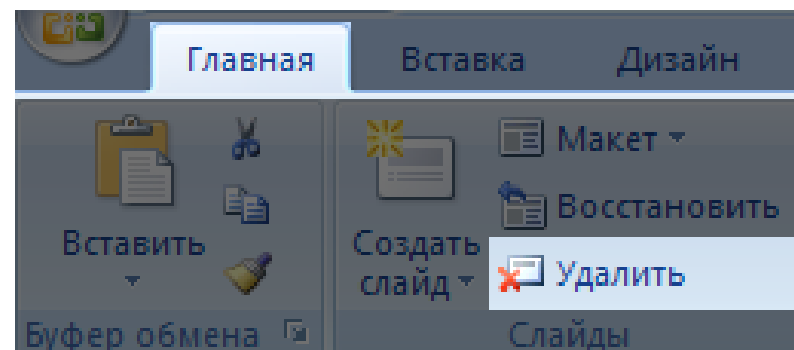 Главная Вставка Дизайн
Макет
Восстановить
Вставить
Создать
слайд
Удалить
Буфер обмена Слайды